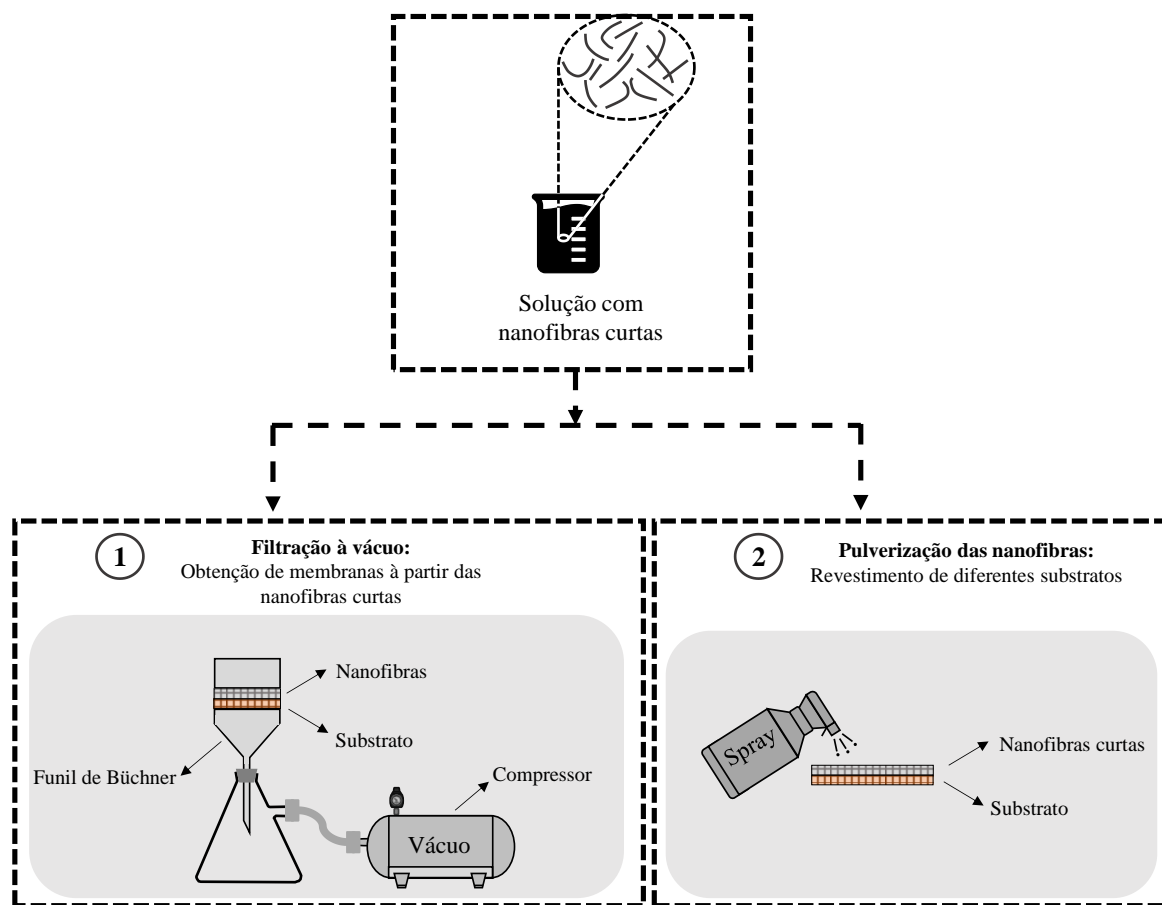 Solução com
nanofibras curtas
1
Filtração à vácuo:
Obtenção de membranas à partir das
nanofibras curtas
Nanofibras
Substrato
Funil de Büchner
Compressor
Vácuo
2
Pulverização das nanofibras:
Revestimento de diferentes substratos
Spray
Nanofibras curtas
Substrato